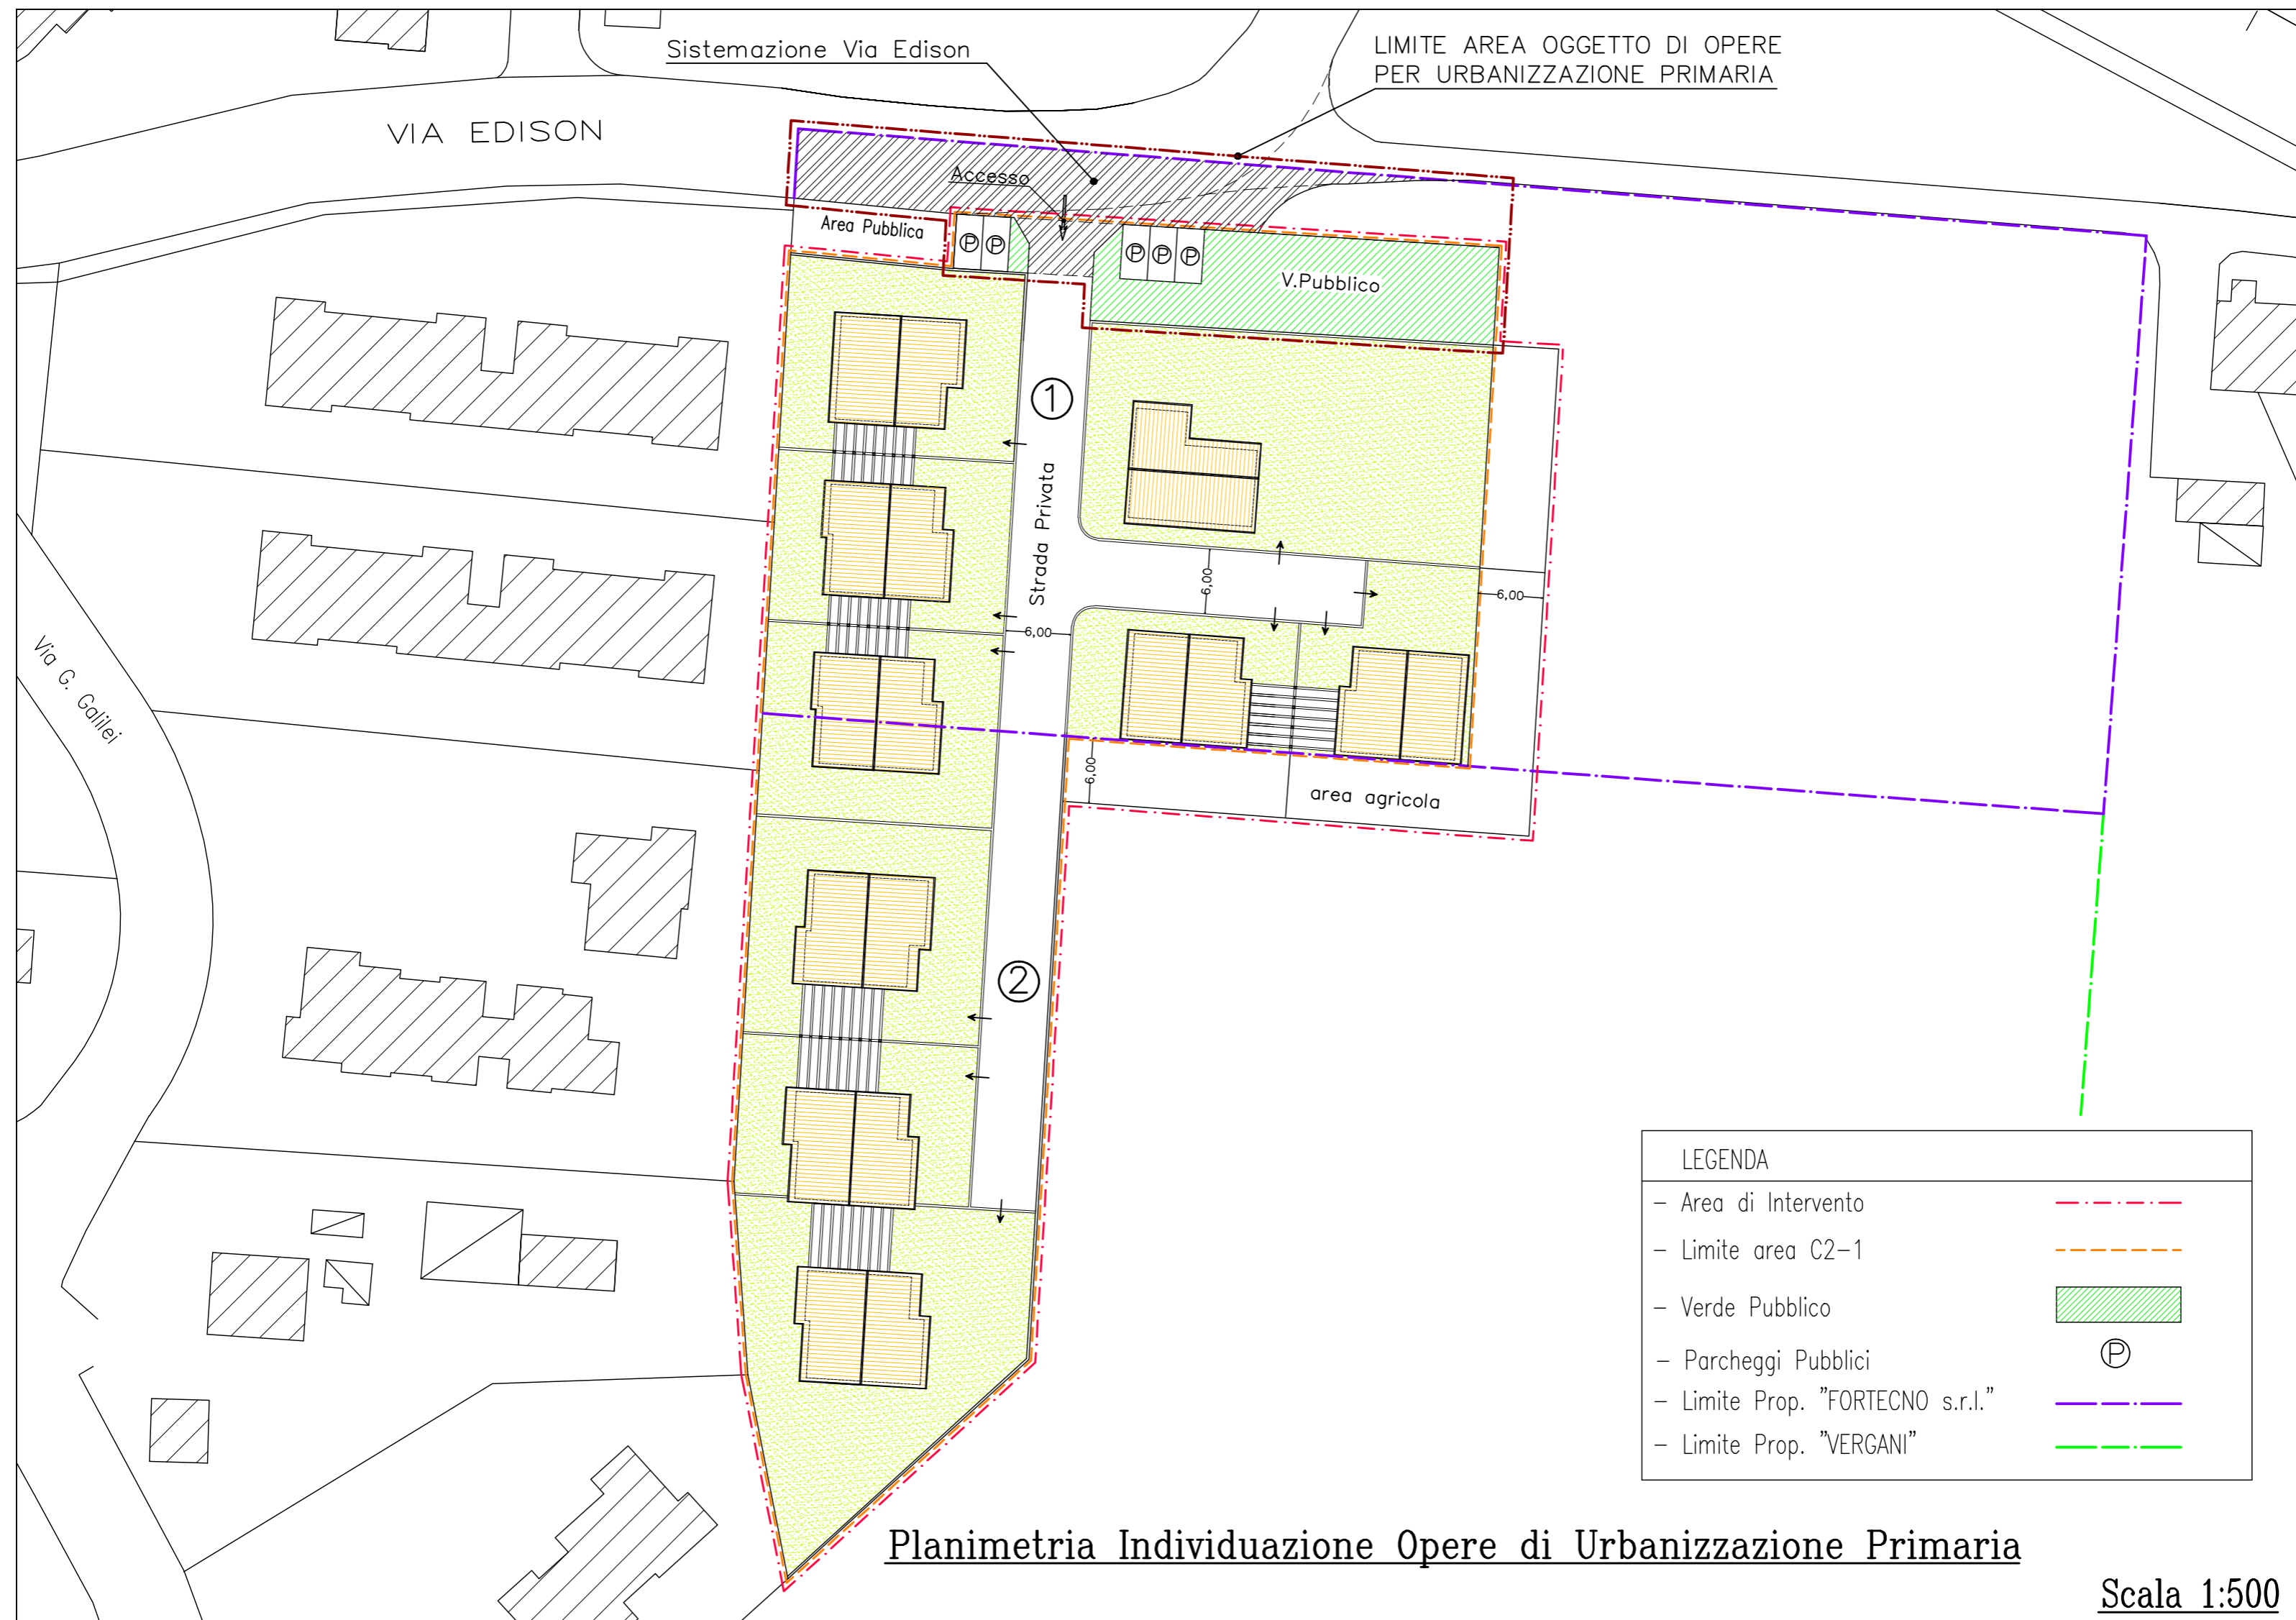 Sistemazione Via Edison
LIMITE AREA OGGETTO DI OPERE
PER URBANIZZAZIONE PRIMARIA
VIA EDISON
Accesso
Area Pubblica
P
P
P
P
P
V.Pubblico
1
Strada Privata
6,00
6,00
6,00
Via G. Galilei
6,00
area agricola
2
LEGENDA
- Area di Intervento
- Limite area C2-1
- Verde Pubblico
- Parcheggi Pubblici
P
- Limite Prop. "FORTECNO s.r.l."
- Limite Prop. "VERGANI"
Planimetria Individuazione Opere di Urbanizzazione Primaria
Scala 1:500